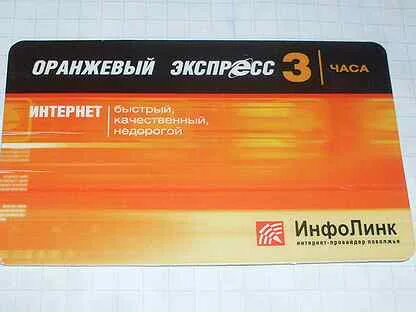 ОРАНЖЕВЫЙ ЭКСПРЕСС 3 ЧАСА
ИНТЕРНЕТ
быстрый,
качественный,
недорогой
ИнфоЛинк
интернет-провайдер поволжья